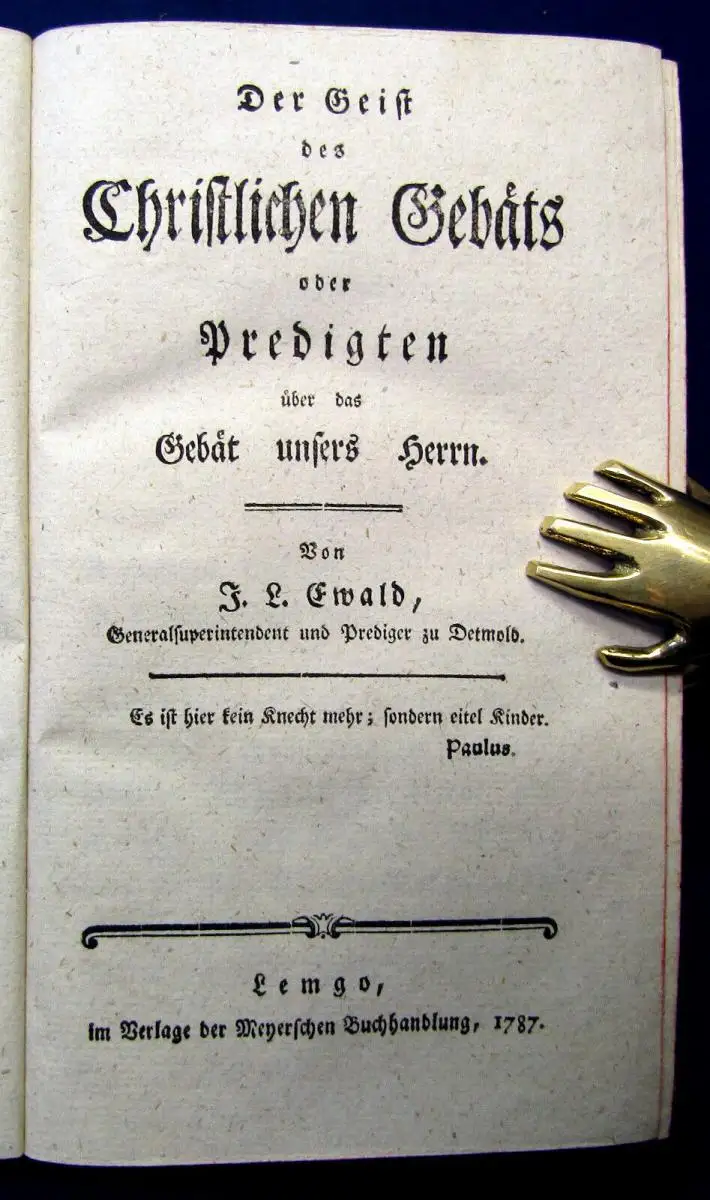 Der Geiſt
des
Chriſtlichen Gebäts
oder
Predigten
über das
Gebät unſers Herrn.
Von
J. L. Ewald,
Generalſuperintendent und Prediger zu Detmold.
Es iſt hier kein Knecht mehr; ſondern eitel Kinder.
Paulus.
Lemgo,
im Verlage der Meyerſchen Buchhandlung, 1787.